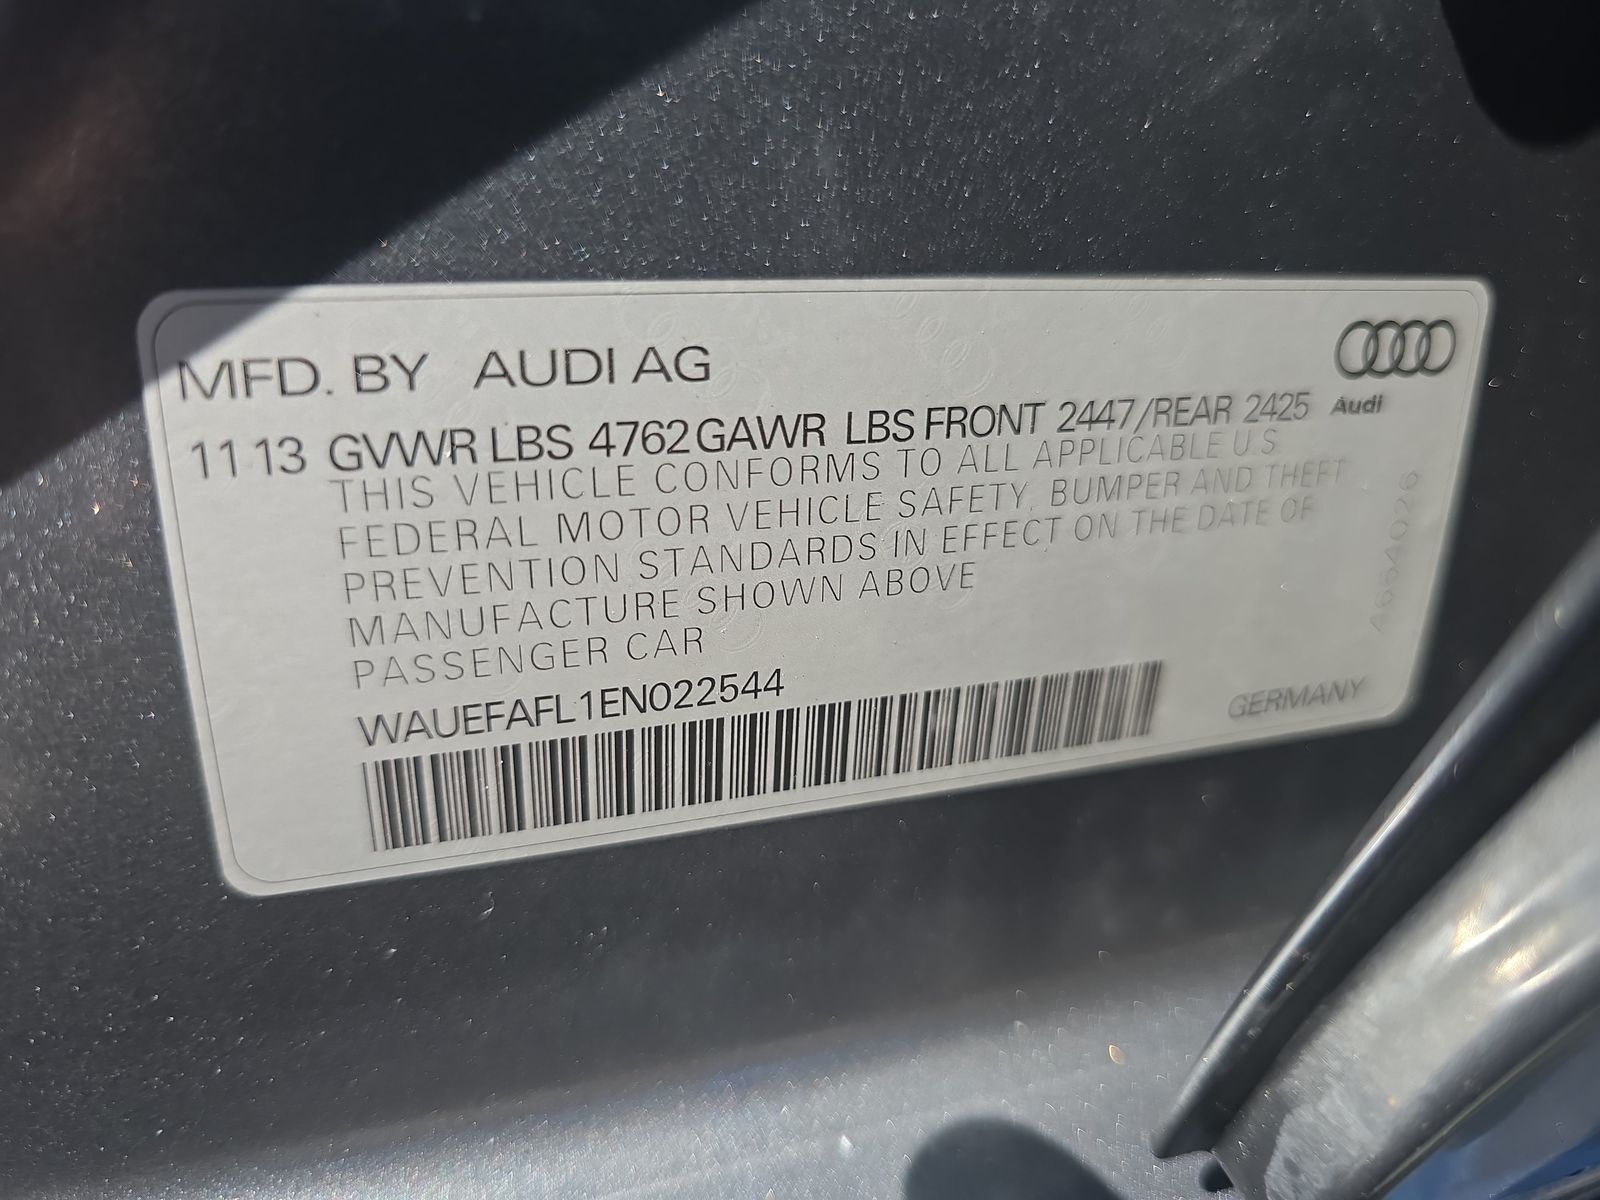 MFD. BY AUDI AG
11 13 GVWR LBS 4762 GAWR LBS FRONT 2447/REAR 2425
Audi
THIS VEHICLE CONFORMS TO ALL APPLICABLE U.S.
FEDERAL MOTOR VEHICLE SAFETY, BUMPER AND THEFT
PREVENTION STANDARDS IN EFFECT ON THE DATE OF
MANUFACTURE SHOWN ABOVE
PASSENGER CAR
WAUEFAFL1EN022544
GERMANY
A654026